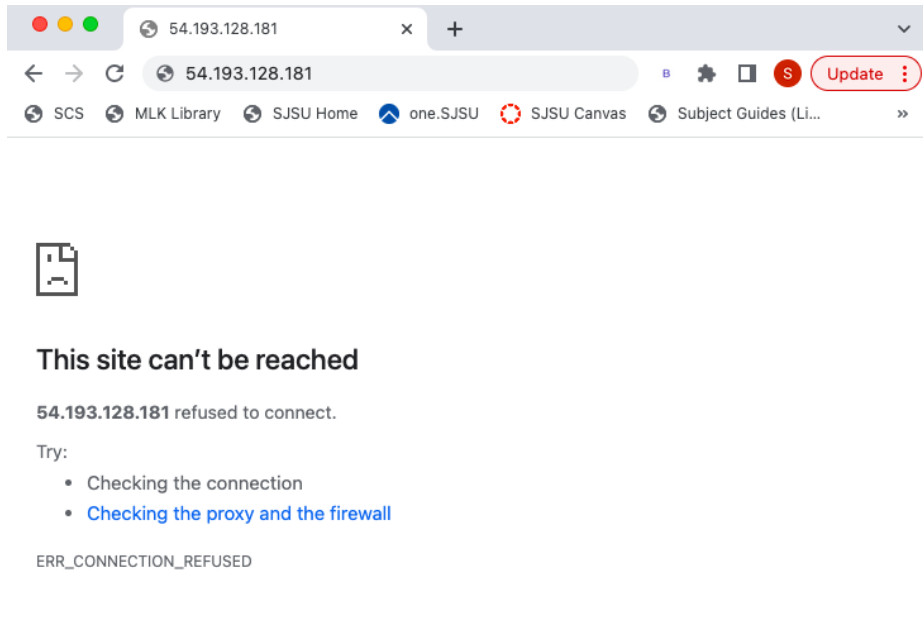 54.193.128.181
54.193.128.181
B
S
Update
SCS MLK Library SJSU Home one.SJSU SJSU Canvas Subject Guides (Li... »
This site can’t be reached
54.193.128.181 refused to connect.
Try:
• Checking the connection
• Checking the proxy and the firewall
ERR_CONNECTION_REFUSED